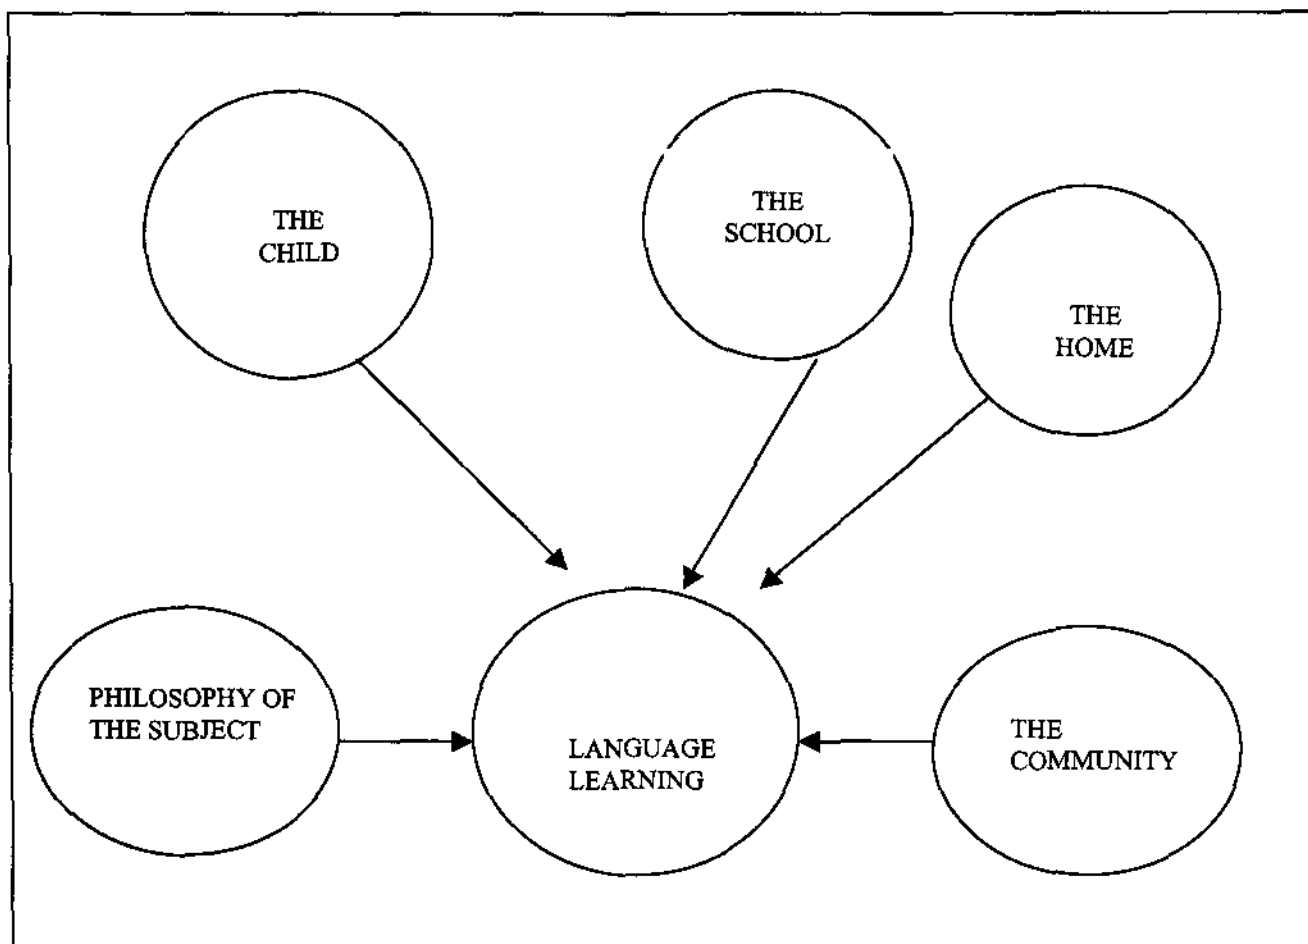 THE
CHILD
THE
SCHOOL
THE
HOME
PHILOSOPHY OF
THE SUBJECT
LANGUAGE
LEARNING
THE
COMMUNITY